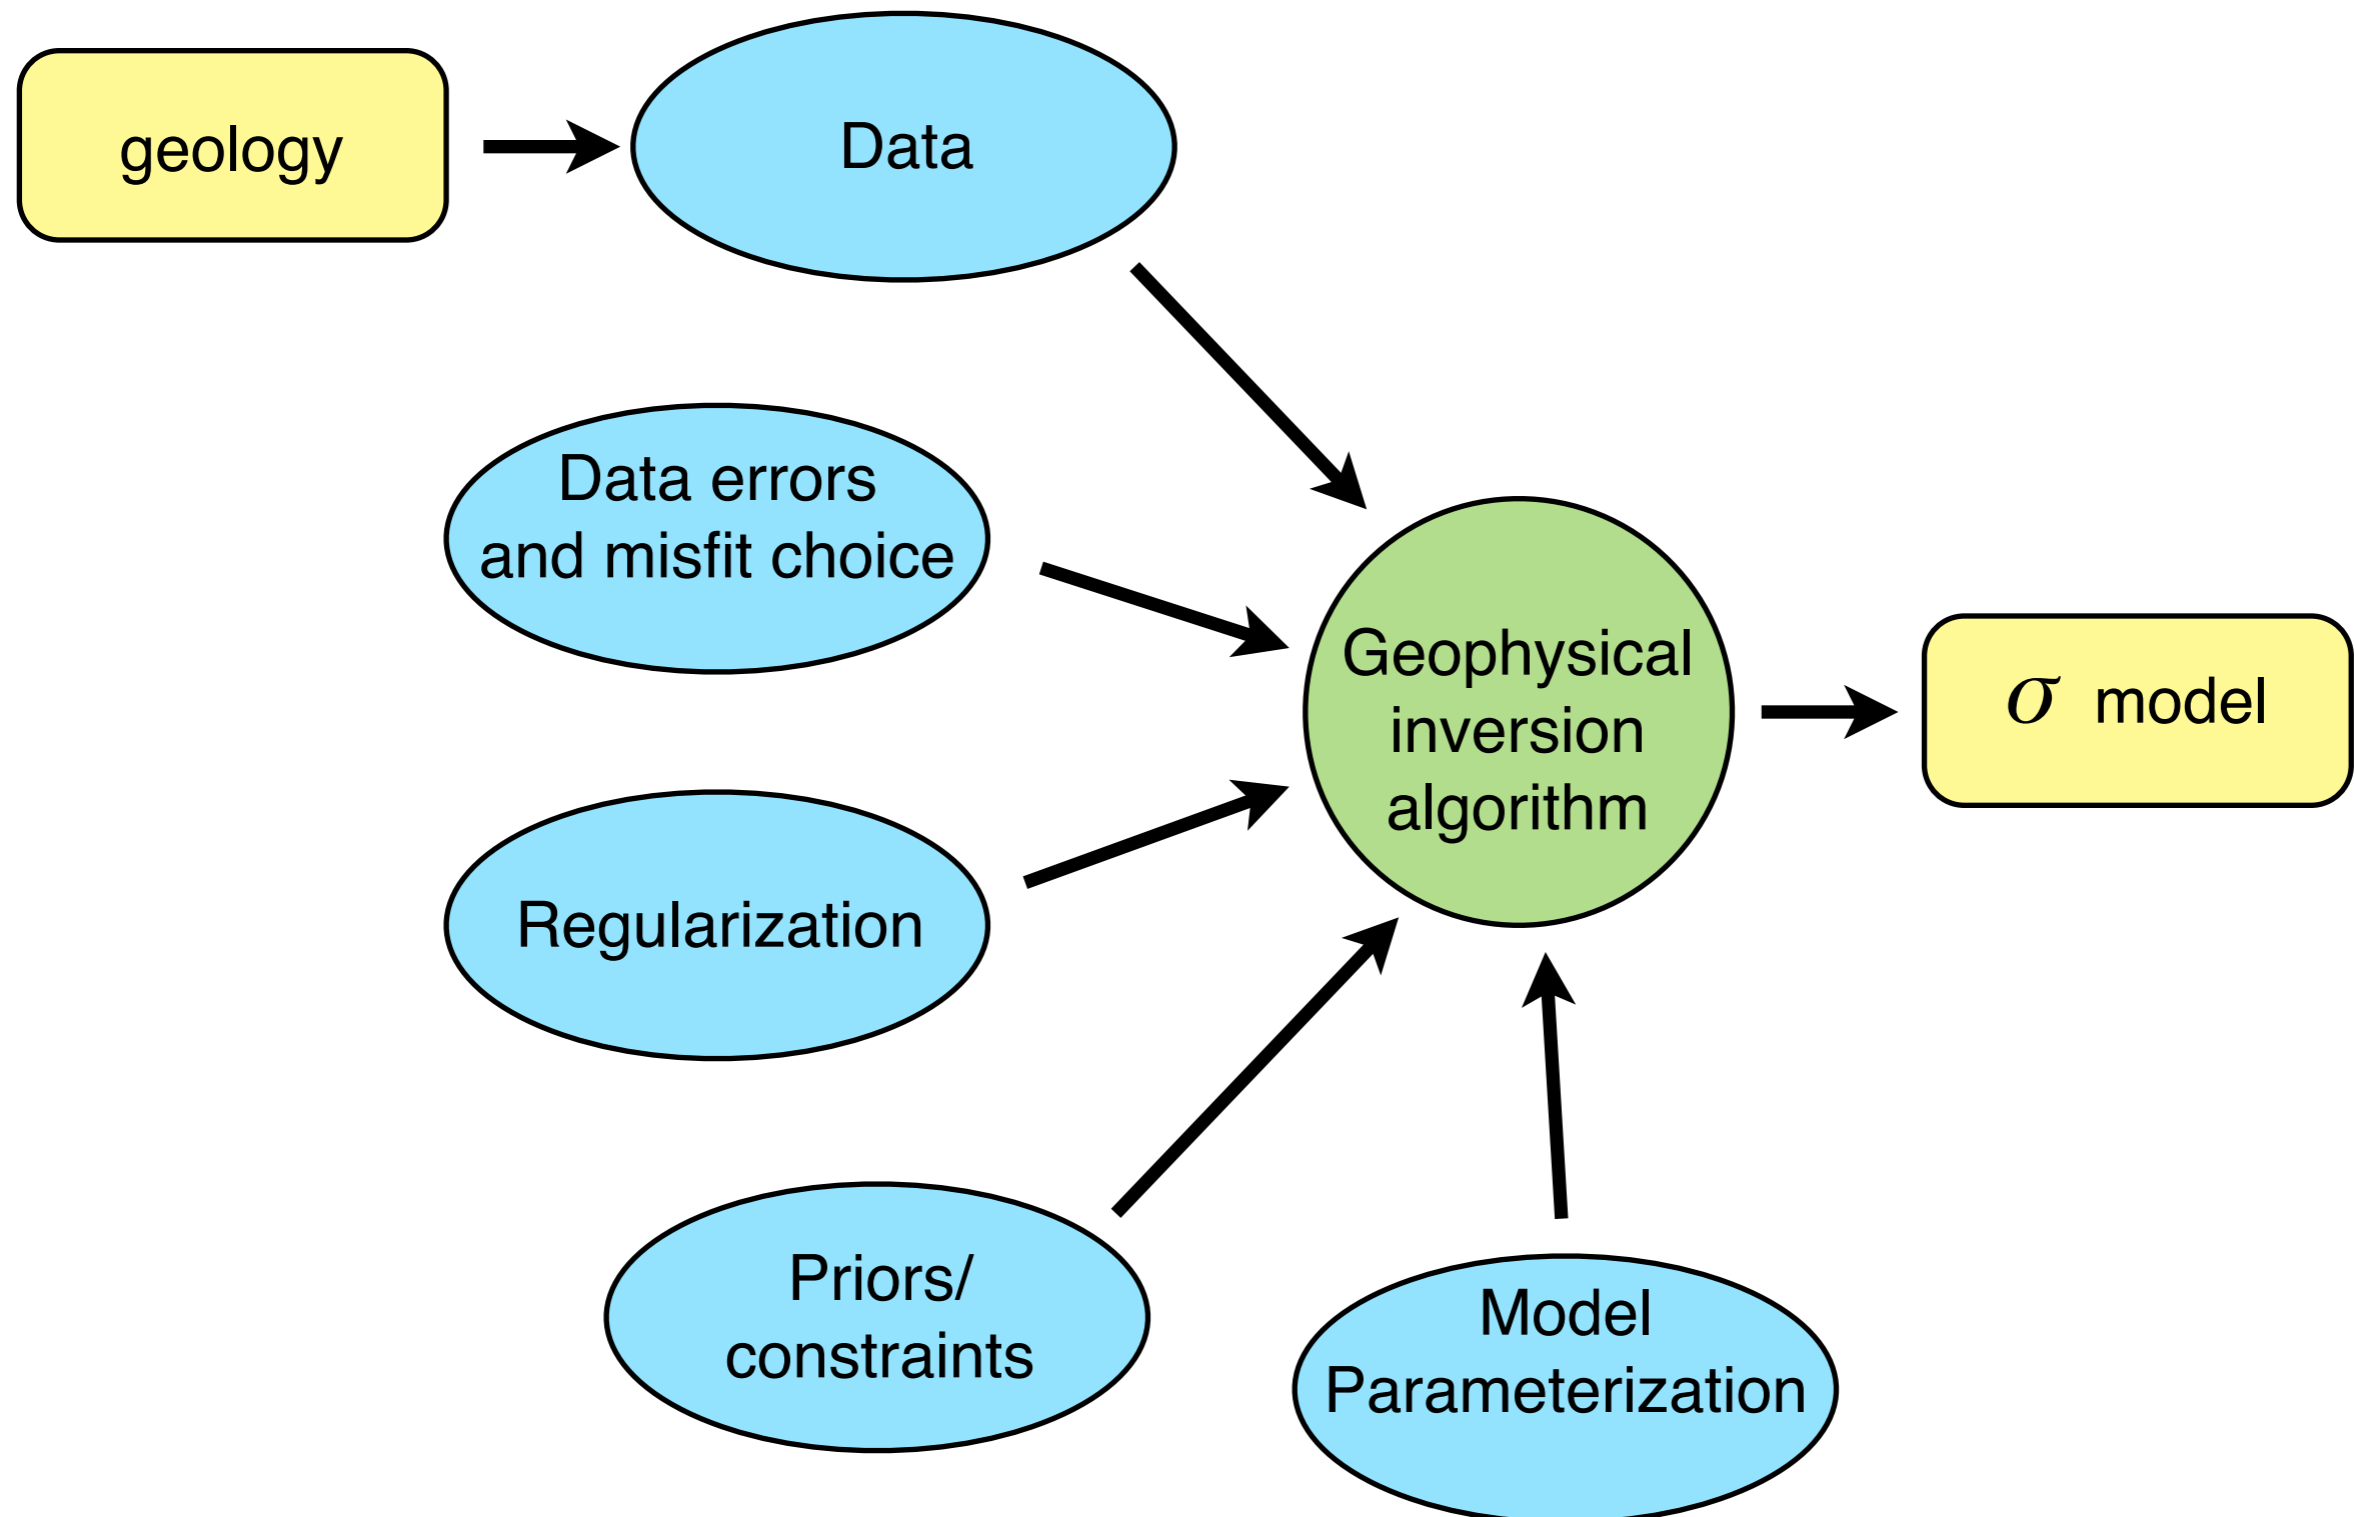 geology
Data
Data errors
and misfit choice
Geophysical
inversion
algorithm
σ model
Regularization
Priors/
constraints
Model
Parameterization